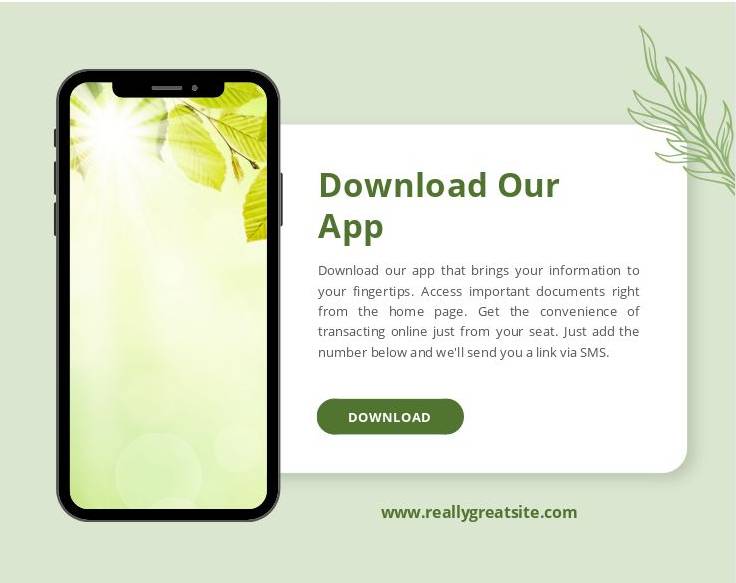 Download Our
App
Download our app that brings your information to
your fingertips. Access important documents right
from the home page. Get the convenience of
transacting online just from your seat. Just add the
number below and we'll send you a link via SMS.
DOWNLOAD
www.reallygreatsite.com